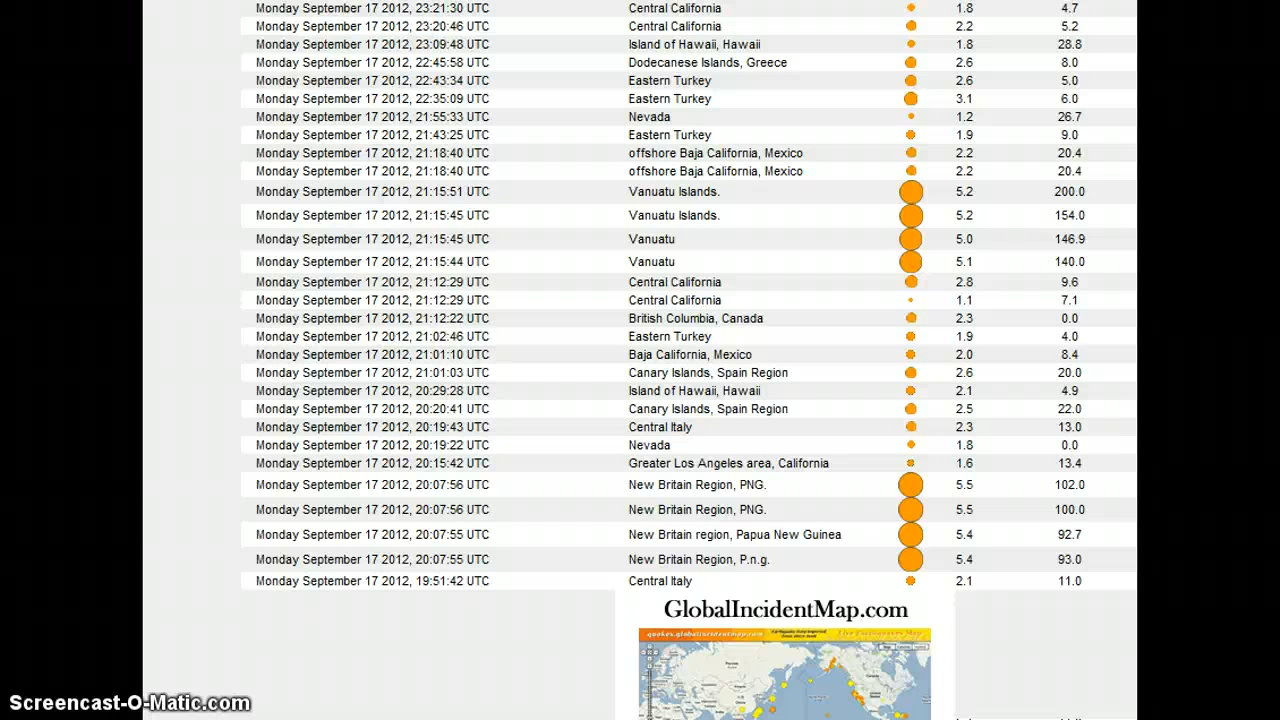 Monday September 17 2012, 23:21:30 UTC Central California 1.8 4.7
Monday September 17 2012, 23:20:46 UTC Central California 2.2 5.2
Monday September 17 2012, 23:09:48 UTC Island of Hawaii, Hawaii 1.8 28.8
Monday September 17 2012, 22:45:58 UTC Dodecanese Islands, Greece 2.6 8.0
Monday September 17 2012, 22:43:34 UTC Eastern Turkey 2.6 5.0
Monday September 17 2012, 22:35:09 UTC Eastern Turkey 3.1 6.0
Monday September 17 2012, 21:55:33 UTC Nevada 1.2 26.7
Monday September 17 2012, 21:43:25 UTC Eastern Turkey 1.9 9.0
Monday September 17 2012, 21:18:40 UTC offshore Baja California, Mexico 2.2 20.4
Monday September 17 2012, 21:18:40 UTC offshore Baja California, Mexico 2.2 20.4
Monday September 17 2012, 21:15:51 UTC Vanuatu Islands. 5.2 200.0
Monday September 17 2012, 21:15:45 UTC Vanuatu Islands. 5.2 154.0
Monday September 17 2012, 21:15:45 UTC Vanuatu 5.0 146.9
Monday September 17 2012, 21:15:44 UTC Vanuatu 5.1 140.0
Monday September 17 2012, 21:12:29 UTC Central California 2.8 9.6
Monday September 17 2012, 21:12:29 UTC Central California 1.1 7.1
Monday September 17 2012, 21:12:22 UTC British Columbia, Canada 2.3 0.0
Monday September 17 2012, 21:02:46 UTC Eastern Turkey 1.9 4.0
Monday September 17 2012, 21:01:10 UTC Baja California, Mexico 2.0 8.4
Monday September 17 2012, 21:01:03 UTC Canary Islands, Spain Region 2.6 20.0
Monday September 17 2012, 20:29:28 UTC Island of Hawaii, Hawaii 2.1 4.9
Monday September 17 2012, 20:20:41 UTC Canary Islands, Spain Region 2.5 22.0
Monday September 17 2012, 20:19:43 UTC Central Italy 2.3 13.0
Monday September 17 2012, 20:19:22 UTC Nevada 1.8 0.0
Monday September 17 2012, 20:15:42 UTC Greater Los Angeles area, California 1.6 13.4
Monday September 17 2012, 20:07:56 UTC New Britain Region, PNG. 5.5 102.0
Monday September 17 2012, 20:07:56 UTC New Britain Region, PNG. 5.5 100.0
Monday September 17 2012, 20:07:55 UTC New Britain region, Papua New Guinea 5.4 92.7
Monday September 17 2012, 20:07:55 UTC New Britain Region, P.n.g. 5.4 93.0
Monday September 17 2012, 19:51:42 UTC Central Italy 2.1 11.0
GlobalIncidentMap.com
quakes.globalincidentmap.com
Screencast-O-Matic.com